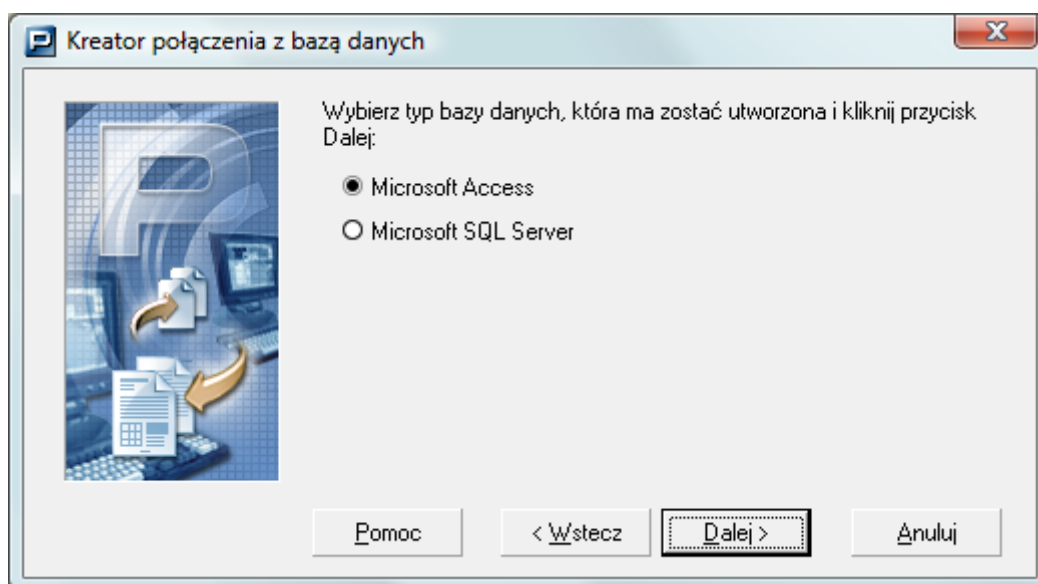 Kreator połączenia z bazą danych
Wybierz typ bazy danych, która ma zostać utworzona i kliknij przycisk
Dalej:
Microsoft Access
Microsoft SQL Server
Pomoc
< Wstecz
Dalej >
Anuluj